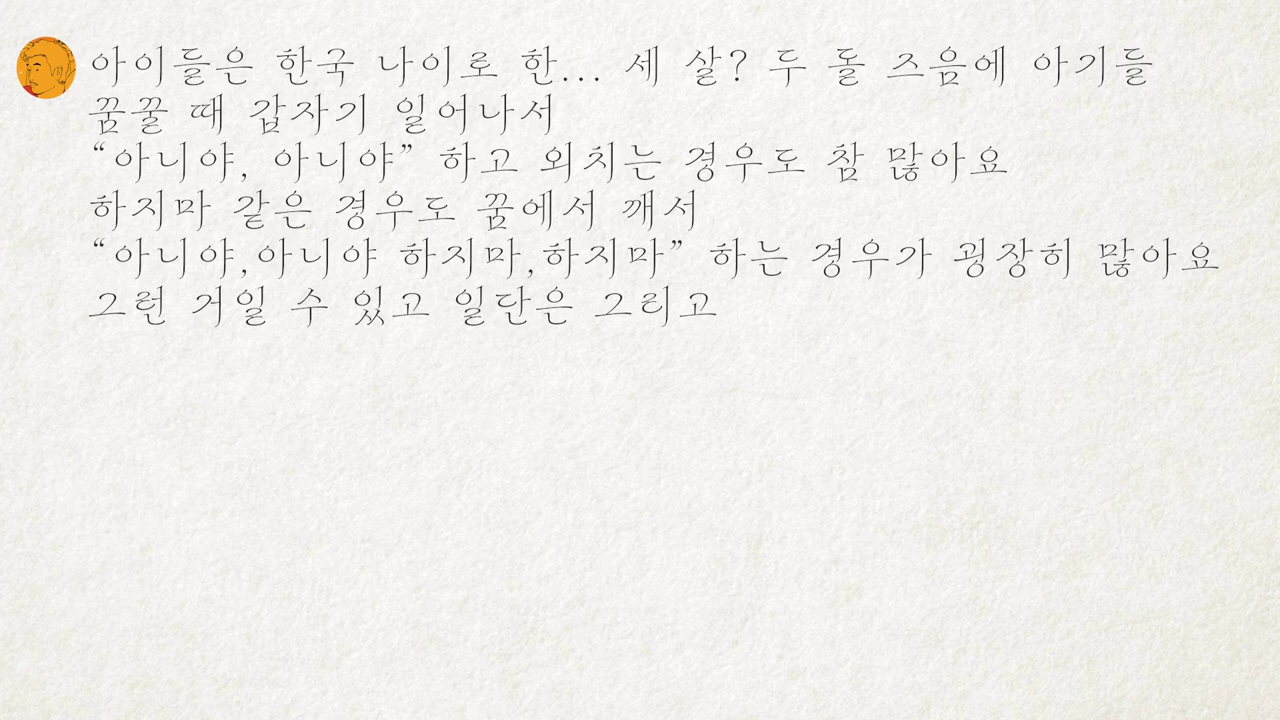 아이들은 한국 나이로 한... 세 살? 두 돌 즈음에 아기들
꿈꿀 때 갑자기 일어나서
“아니야, 아니야” 하고 외치는 경우도 참 많아요
하지마 같은 경우도 꿈에서 깨서
“아니야,아니야 하지마,하지마” 하는 경우가 굉장히 많아요
그런 거일 수 있고 일단은 그리고